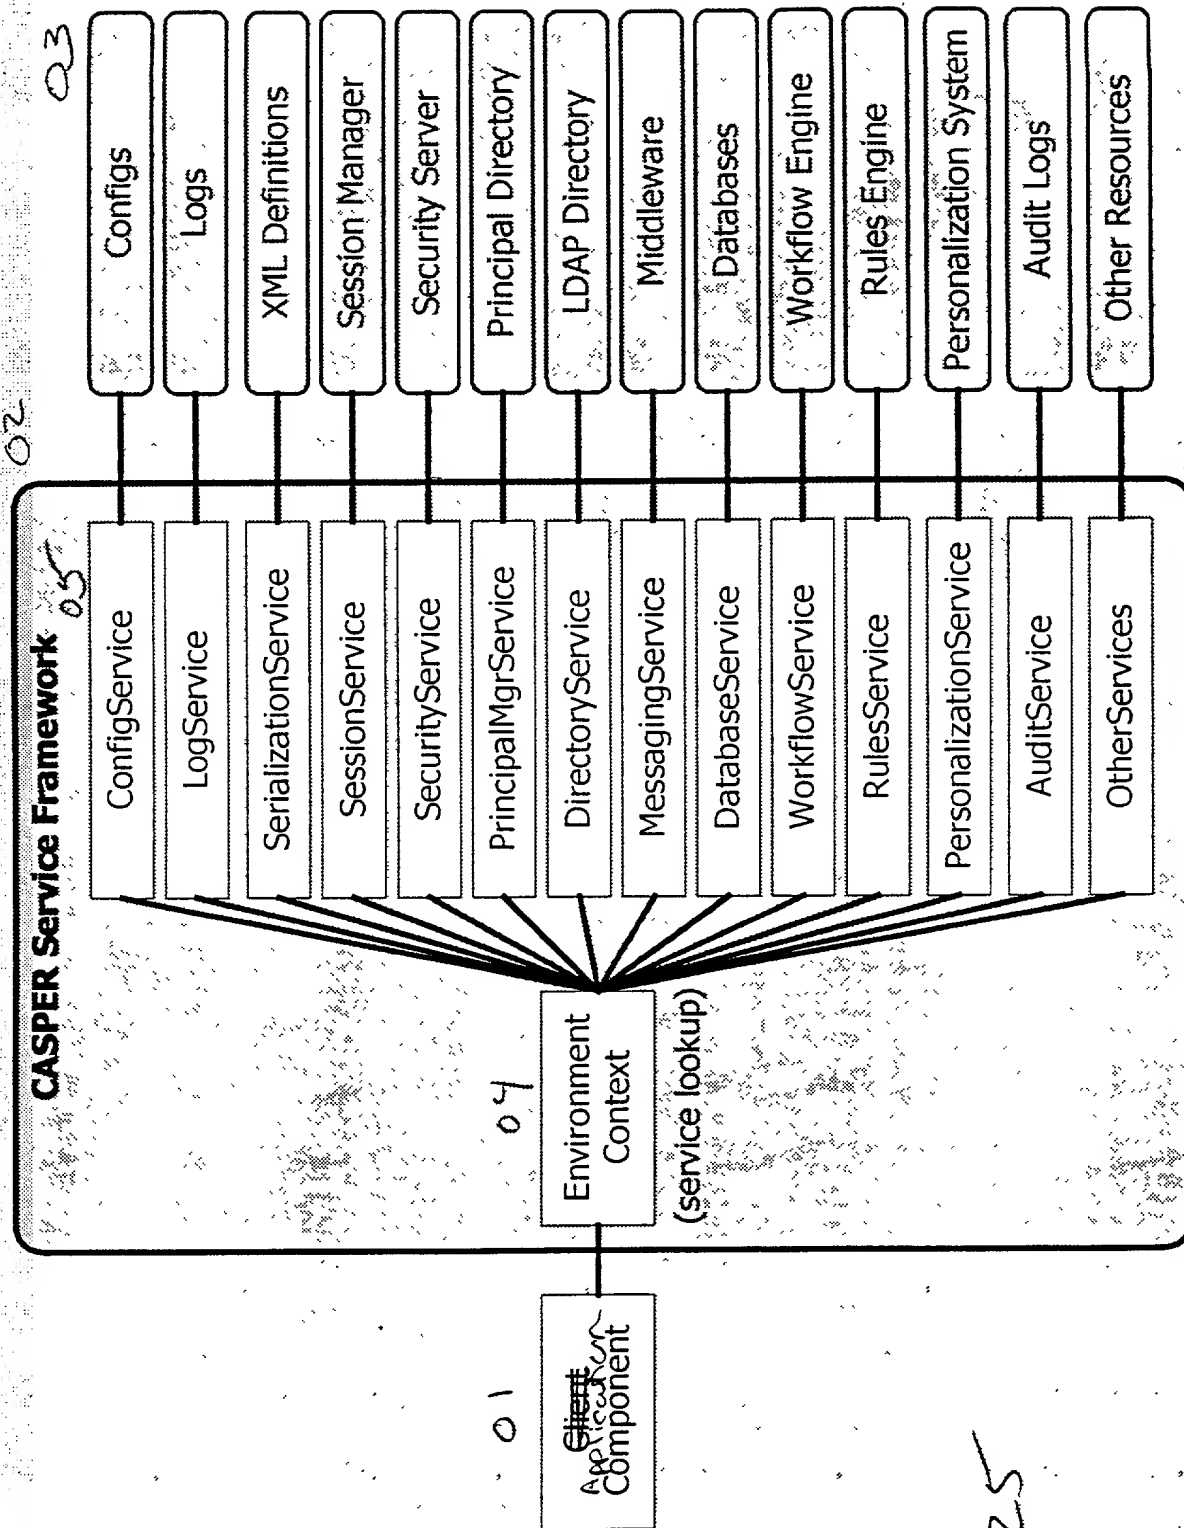 02
03
CASPER Service Framework
05
ConfigService
Configs
LogService
Logs
SerializationService
XML Definitions
SessionService
Session Manager
SecurityService
Security Server
PrincipalMgrService
Principal Directory
DirectoryService
LDAP Directory
MessagingService
Middleware
DatabaseService
Databases
WorkflowService
Workflow Engine
RulesService
Rules Engine
PersonalizationService
Personalization System
AuditService
Audit Logs
OtherServices
Other Resources
04
Environment
Context
(service lookup)
01
Client
Application
Component
25